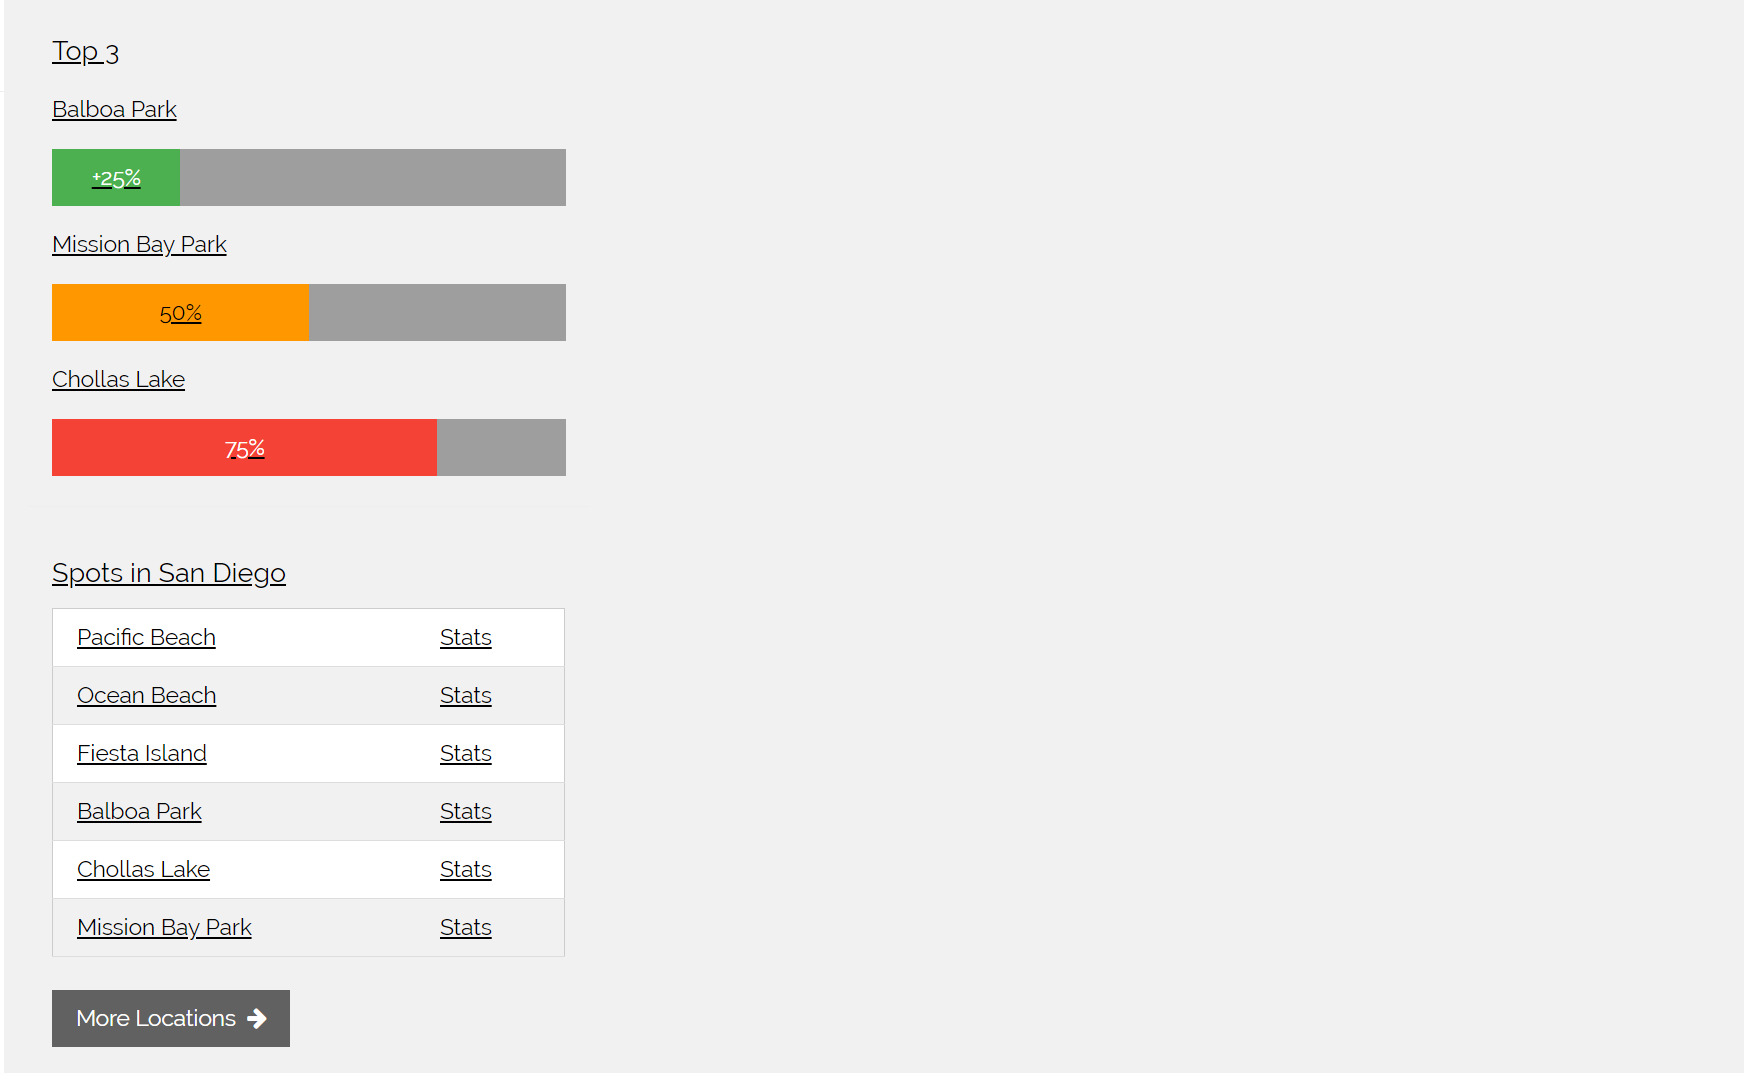 Top 3
Balboa Park
+25%
Mission Bay Park
50%
Chollas Lake
75%
Spots in San Diego
Pacific Beach Stats
Ocean Beach Stats
Fiesta Island Stats
Balboa Park Stats
Chollas Lake Stats
Mission Bay Park Stats
More Locations